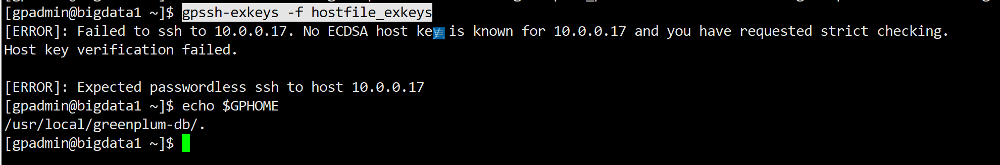 [gpadmin@bigdata1 ~]$ gpssh-exkeys -f hostfile_exkeys
[ERROR]: Failed to ssh to 10.0.0.17. No ECDSA host key is known for 10.0.0.17 and you have requested strict checking.
Host key verification failed.
[ERROR]: Expected passwordless ssh to host 10.0.0.17
[gpadmin@bigdata1 ~]$ echo $GPHOME
/usr/local/greenplum-db/.
[gpadmin@bigdata1 ~]$